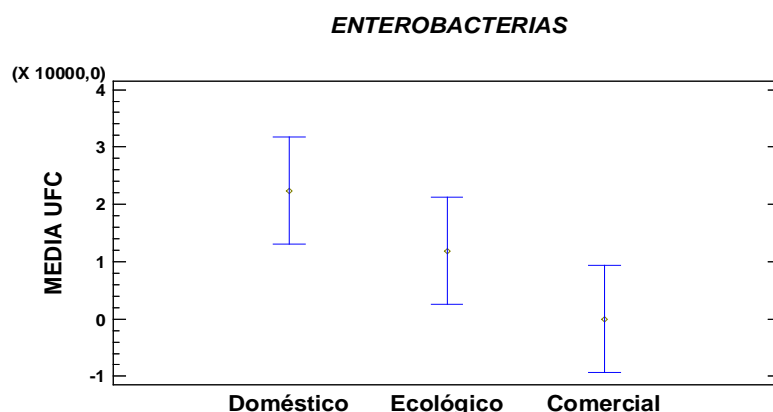 ENTEROBACTERIAS
(X 10000,0)
4
3
2
1
0
-1
MEDIA UFC
Doméstico Ecológico Comercial